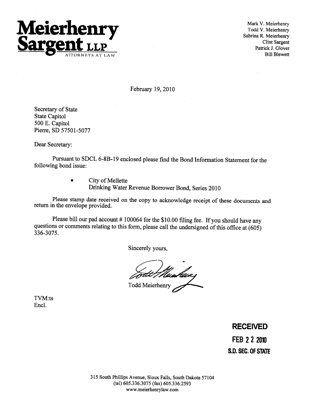 Meierhenry
Sargent LLP
ATTORNEYS AT LAW
Mark V. Meierhenry
Todd V. Meierhenry
Sabrina R. Meierhenry
Clint Sargent
Patrick J. Glover
Bill Blewett
February 19, 2010
Secretary of State
State Capitol
500 E. Capitol
Pierre, SD 57501-5077
Dear Secretary:
Pursuant to SDCL 6-8B-19 enclosed please find the Bond Information Statement for the
following bond issue:
• City of Mellette
Drinking Water Revenue Borrower Bond, Series 2010
Please stamp date received on the copy to acknowledge receipt of these documents and
return in the envelope provided.
Please bill our pad account # 100064 for the $10.00 filing fee. If you should have any
questions or comments relating to this form, please call the undersigned of this office at (605)
336-3075.
Sincerely yours,
Todd Meierhenry
Todd Meierhenry
TVM:ts
Encl.
RECEIVED
FEB 22 2010
S.D. SEC. OF STATE
315 South Phillips Avenue, Sioux Falls, South Dakota 57104
(tel) 605.336.3075 (fax) 605.336.2593
www.meierhenrylaw.com